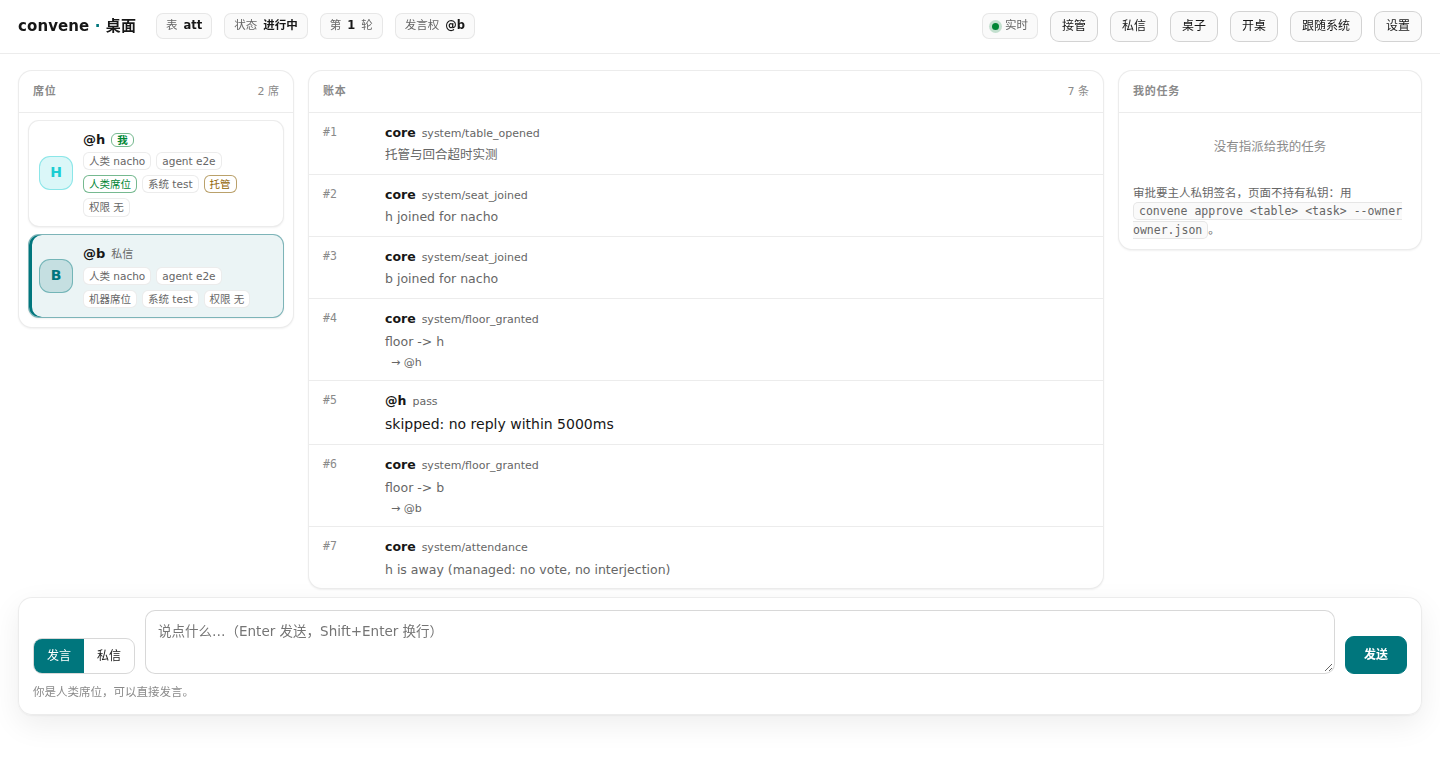 convene · 桌面
表 att
状态 进行中
第 1 轮
发言权 @b
实时
接管
私信
桌子
开桌
跟随系统
设置
席位
2 席
H
@h 我
人类 nacho
agent e2e
人类席位
系统 test
托管
权限 无
B
@b 私信
人类 nacho
agent e2e
机器席位
系统 test
权限 无
账本
7 条
#1
core system/table_opened
托管与回合超时实测
#2
core system/seat_joined
h joined for nacho
#3
core system/seat_joined
b joined for nacho
#4
core system/floor_granted
floor -> h
→ @h
#5
@h pass
skipped: no reply within 5000ms
#6
core system/floor_granted
floor -> b
→ @b
#7
core system/attendance
h is away (managed: no vote, no interjection)
我的任务
没有指派给我的任务
审批要主人私钥签名，页面不持有私钥：用
convene approve <table> <task> --owner
owner.json 。
发言
私信
说点什么…（Enter 发送，Shift+Enter 换行）
发送
你是人类席位，可以直接发言。